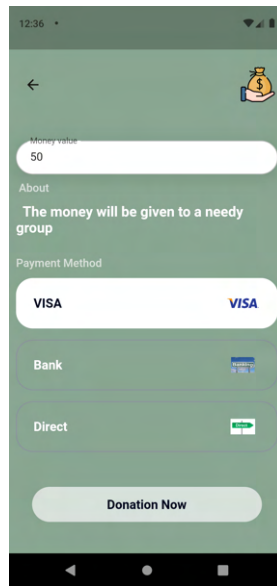 12:36
Money value
50
About
The money will be given to a needy
group
Payment Method
VISA VISA
Bank
Direct
Donation Now